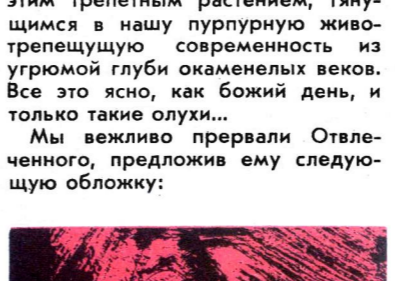 этим трепетным растением, тяну-
щимся в нашу пурпурную живо-
трепещущую современность из
угрюмой глуби окаменелых веков.
Все это ясно, как божий день, и
только такие олухи...
Мы вежливо прервали Отвле-
ченного, предложив ему следую-
щую обложку: